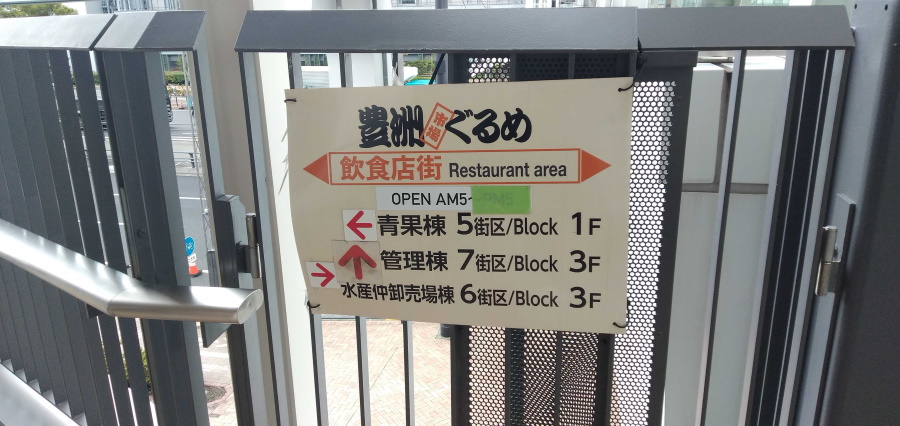 豊洲市場ぐるめ
飲食店街 Restaurant area
OPEN AM5~PM5
青果棟 5街区/Block 1F
管理棟 7街区/Block 3F
水産仲卸売場棟 6街区/Block 3F